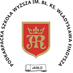 PODKARPACKA SZKOŁA WYŻSZA IM. BŁ. KS. WŁADYSŁAWA FINDYSZA
JASŁO